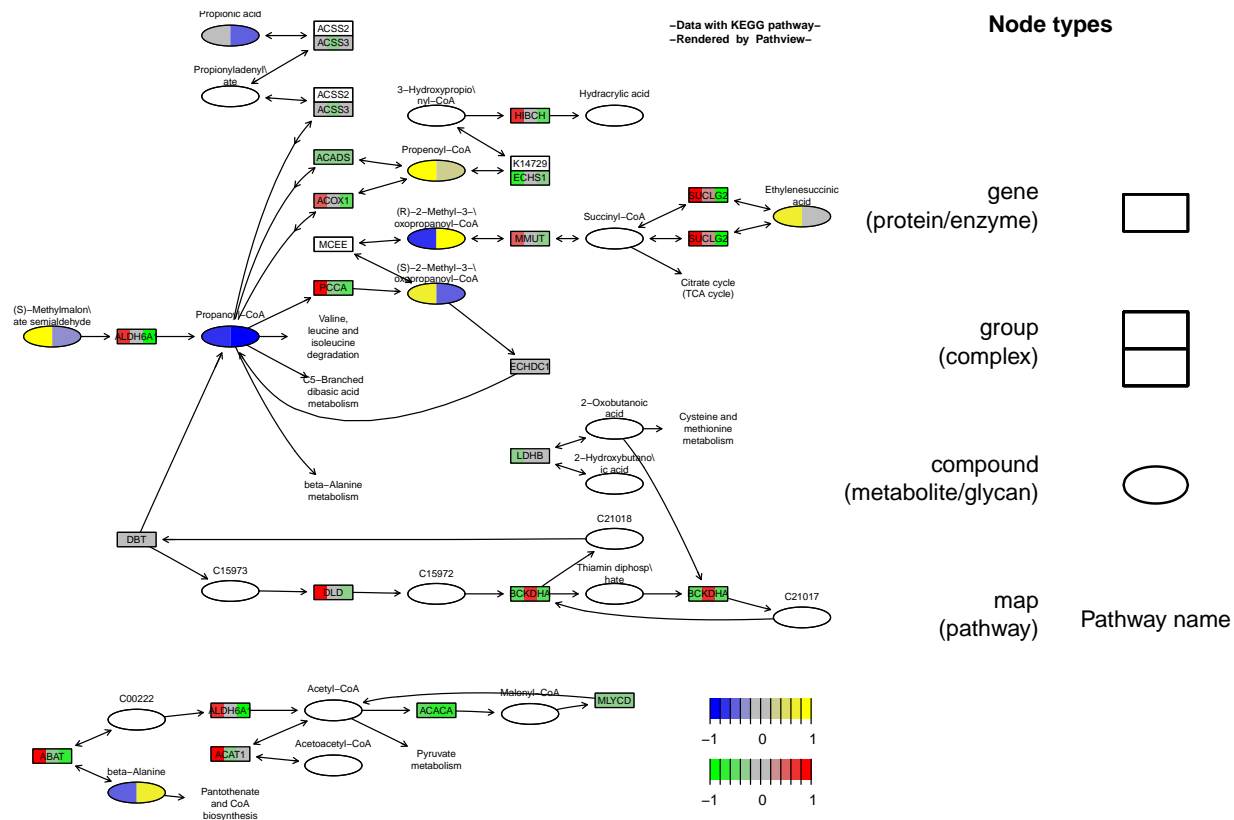 Propionic acid
ACSS2
ACSS3
−Data with KEGG pathway−
−Rendered by Pathview−
Node types
Propionyladenyl\
ate
ACSS2
ACSS3
3−Hydroxypropio\
nyl−CoA
HIBCH
Hydracrylic acid
ACADS
Propenoyl−CoA
K14729
ECHS1
ACOX1
(R)−2−Methyl−3−\
oxopropanoyl−CoA
Succinyl−CoA
SUCLG2
Ethylenesuccinic
acid
gene
(protein/enzyme)
MCEE
MMUT
SUCLG2
(S)−2−Methyl−3−\
oxopropanoyl−CoA
PCCA
Citrate cycle
(TCA cycle)
(S)−Methylmalon\
ate semialdehyde
ALDH6A1
Propanoyl−CoA
Valine,
leucine and
isoleucine
degradation
group
(complex)
ECHDC1
C5−Branched
dibasic acid
metabolism
2−Oxobutanoic
acid
Cysteine and
methionine
metabolism
LDHB
2−Hydroxybutano\
ic acid
compound
(metabolite/glycan)
beta−Alanine
metabolism
C21018
DBT
C15973
DLD
C15972
BCKDHA
Thiamin diphosp\
hate
BCKDHA
C21017
map
(pathway)
Pathway name
C00222
ALDH6A1
Acetyl−CoA
ACACA
Malonyl−CoA
MLYCD
ABAT
ACAT1
Acetoacetyl−CoA
Pyruvate
metabolism
beta−Alanine
Pantothenate
and CoA
biosynthesis
−1 0 1
−1 0 1